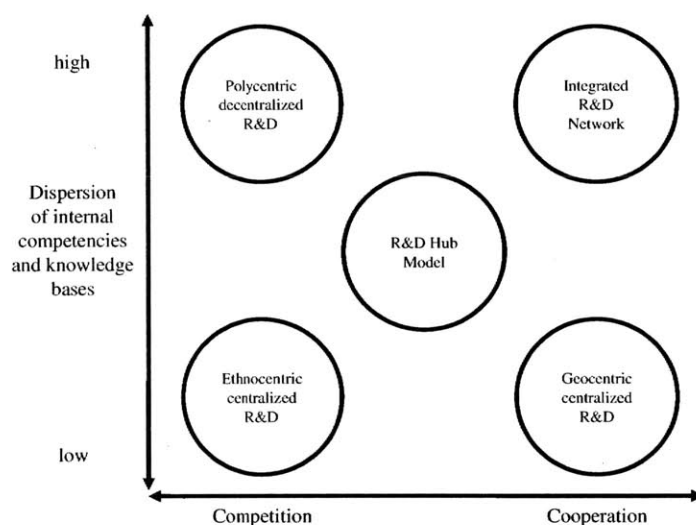 high
Polycentric
decentralized
R&D
Integrated
R&D
Network
Dispersion
of internal
competencies
and knowledge
bases
R&D Hub
Model
Ethnocentric
centralized
R&D
Geocentric
centralized
R&D
low
Competition
Cooperation